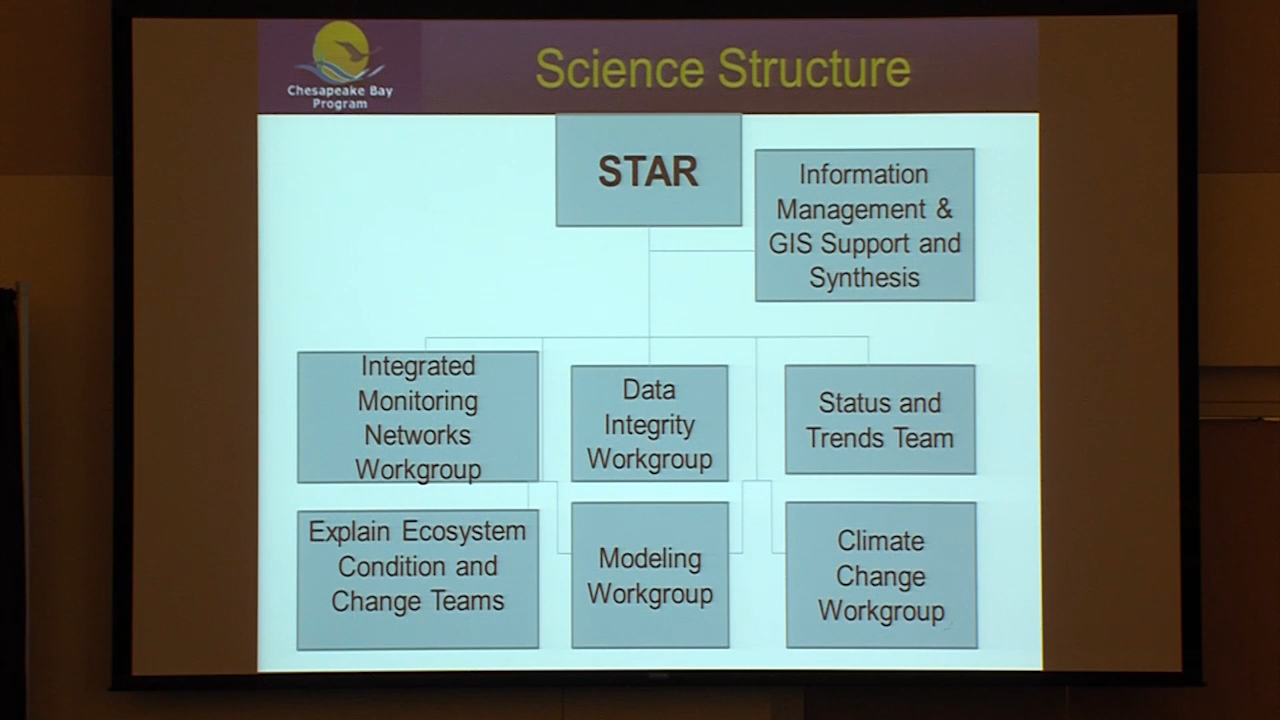 Chesapeake Bay
Program
Science Structure
STAR
Information
Management &
GIS Support and
Synthesis
Integrated
Monitoring
Networks
Workgroup
Data
Integrity
Workgroup
Status and
Trends Team
Explain Ecosystem
Condition and
Change Teams
Modeling
Workgroup
Climate
Change
Workgroup